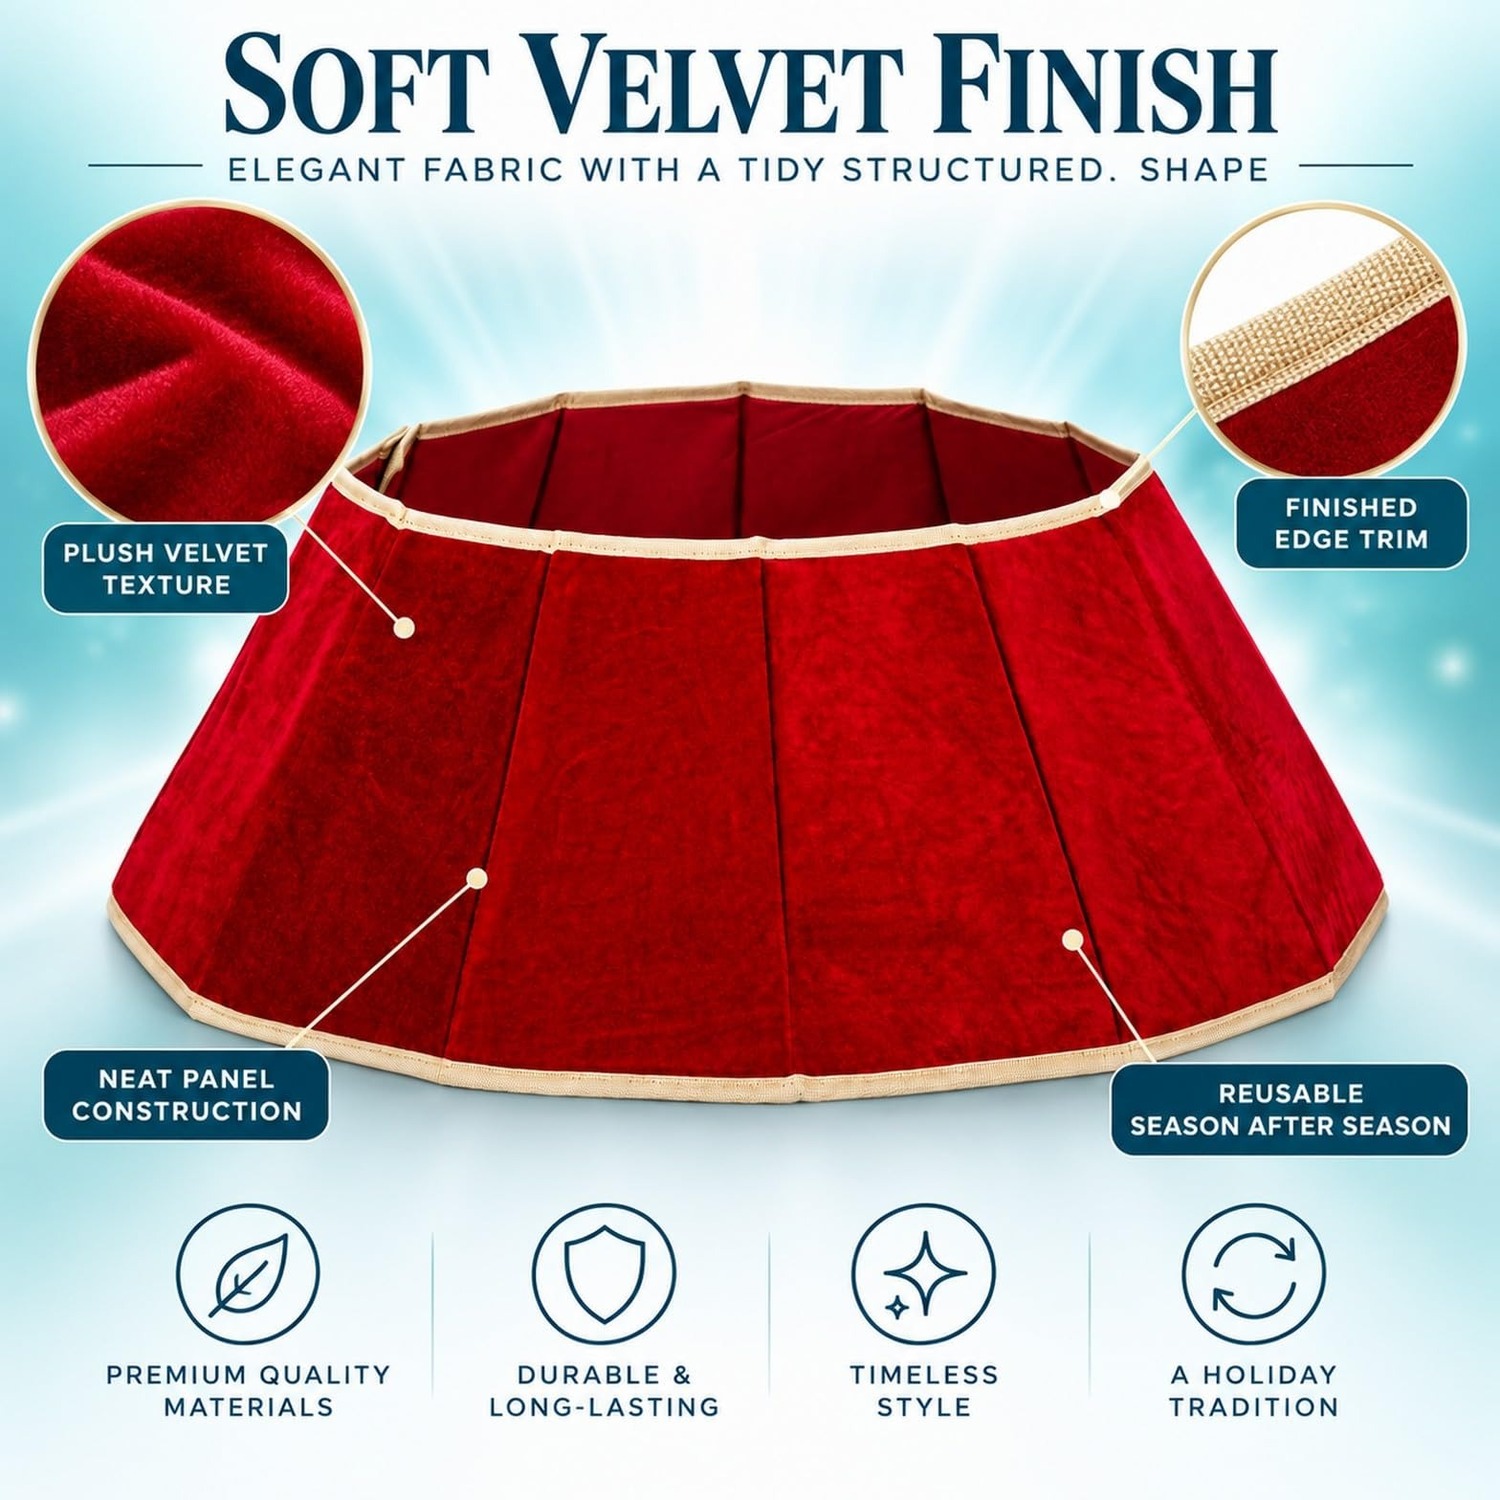 SOFT VELVET FINISH
ELEGANT FABRIC WITH A TIDY STRUCTURED. SHAPE
PLUSH VELVET
TEXTURE
FINISHED
EDGE TRIM
NEAT PANEL
CONSTRUCTION
REUSABLE
SEASON AFTER SEASON
PREMIUM QUALITY
MATERIALS
DURABLE &
LONG-LASTING
TIMELESS
STYLE
A HOLIDAY
TRADITION